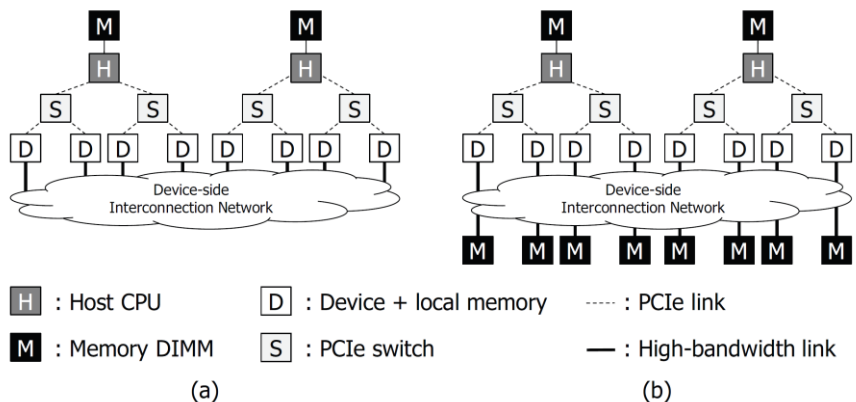 M M M M
H H H H
S S S S S S S S
D D D D D D D D D D D D D D D D
Device-side Device-side
Interconnection Network Interconnection Network
M M M M M M M M
H : Host CPU D : Device + local memory : PCIe link
M : Memory DIMM S : PCIe switch : High-bandwidth link
(a) (b)